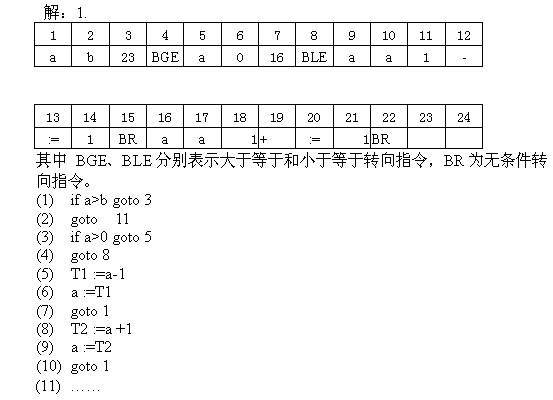 解：1.
1 2 3 4 5 6 7 8 9 10 11 12
a b 23 BGE a 0 16 BLE a a 1 -
13 14 15 16 17 18 19 20 21 22 23 24
:= 1 BR a a 1+ := 1BR
其中 BGE、BLE 分别表示大于等于和小于等于转向指令，BR 为无条件转
向指令。
(1) if a>b goto 3
(2) goto 11
(3) if a>0 goto 5
(4) goto 8
(5) T1 :=a-1
(6) a :=T1
(7) goto 1
(8) T2 :=a +1
(9) a :=T2
(10) goto 1
(11) ……